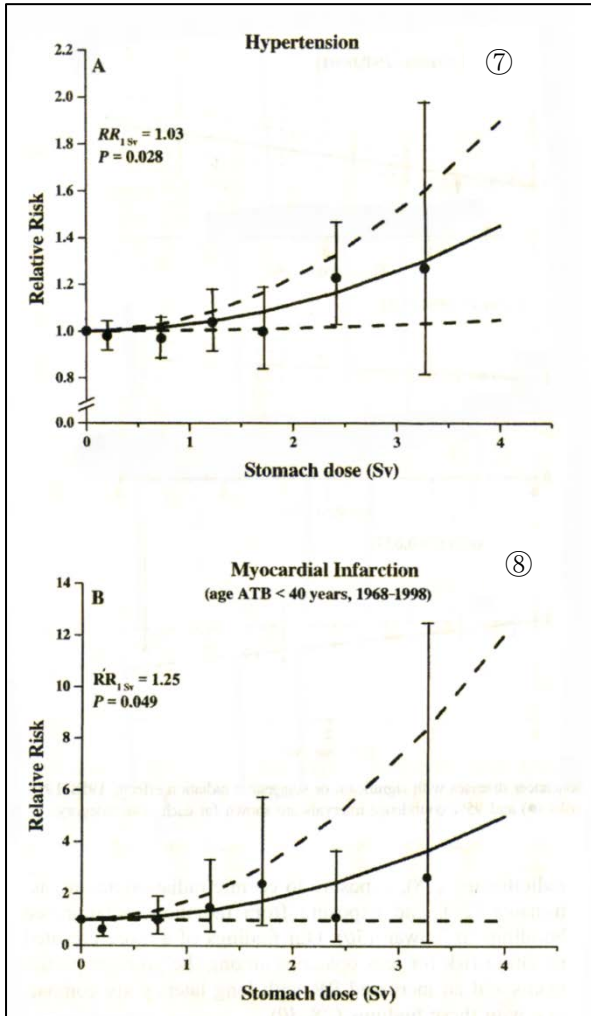 Hypertension
⑦
A
2.2
2.0
1.8
1.6
1.4
1.2
1.0
0.8
0.0
RR1 Sv = 1.03
P = 0.028
Relative Risk
0 1 2 3 4
Stomach dose (Sv)
Myocardial Infarction
⑧
(age ATB < 40 years, 1968–1998)
B
14
12
10
8
6
4
2
0
RR1 Sv = 1.25
P = 0.049
Relative Risk
0 1 2 3 4
Stomach dose (Sv)